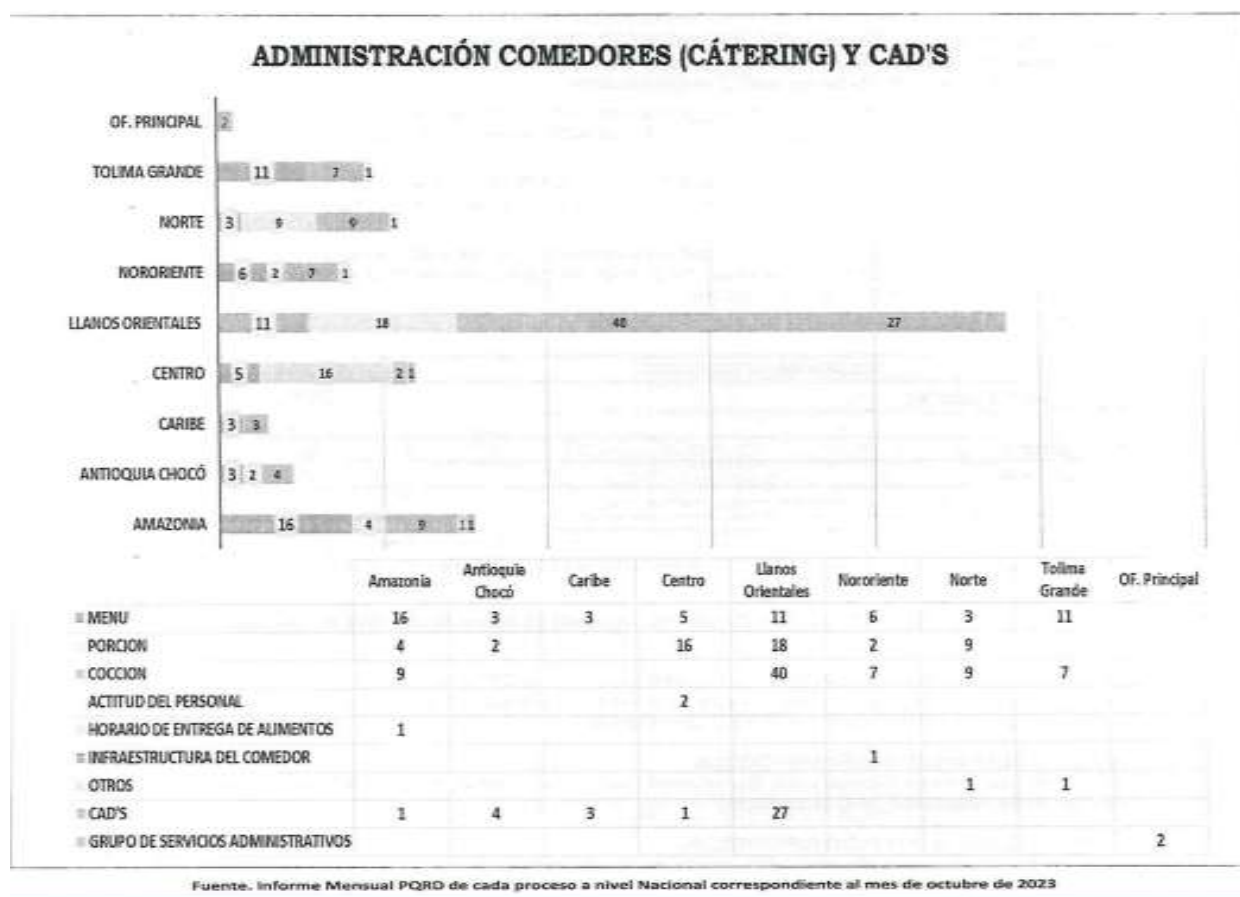 ADMINISTRACIÓN COMEDORES (CÁTERING) Y CAD'S
OF. PRINCIPAL 2
TOLIMA GRANDE 11 7 1
NORTE 3 9 9 1
NORORIENTE 6 2 7 1
LLANOS ORIENTALES 11 18 40 27
CENTRO 5 16 2 1
CARIBE 3 3
ANTIOQUIA CHOCÓ 3 2 4
AMAZONIA 16 4 9 1 1
Amazonia Antioquia Chocó Caribe Centro Llanos Orientales Nororiente Norte Tolima Grande OF. Principal
MENU 16 3 3 5 11 6 3 11
PORCION 4 2 16 18 2 9
COCCION 9 40 7 9 7
ACTITUD DEL PERSONAL 2
HORARIO DE ENTREGA DE ALIMENTOS 1
INFRAESTRUCTURA DEL COMEDOR 1
OTROS 1 1
CAD'S 1 4 3 1 27
GRUPO DE SERVICIOS ADMINISTRATIVOS 2
Fuente. Informe Mensual PQRD de cada proceso a nivel Nacional correspondiente al mes de octubre de 2023